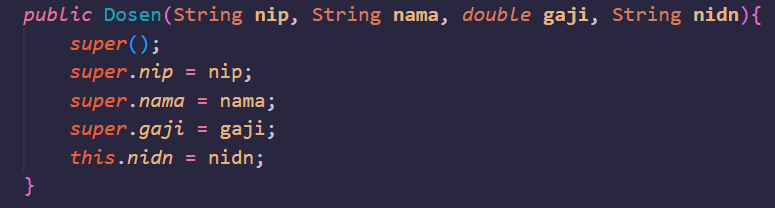 public Dosen(String nip, String nama, double gaji, String nidn){
super();
super.nip = nip;
super.nama = nama;
super.gaji = gaji;
this.nidn = nidn;
}